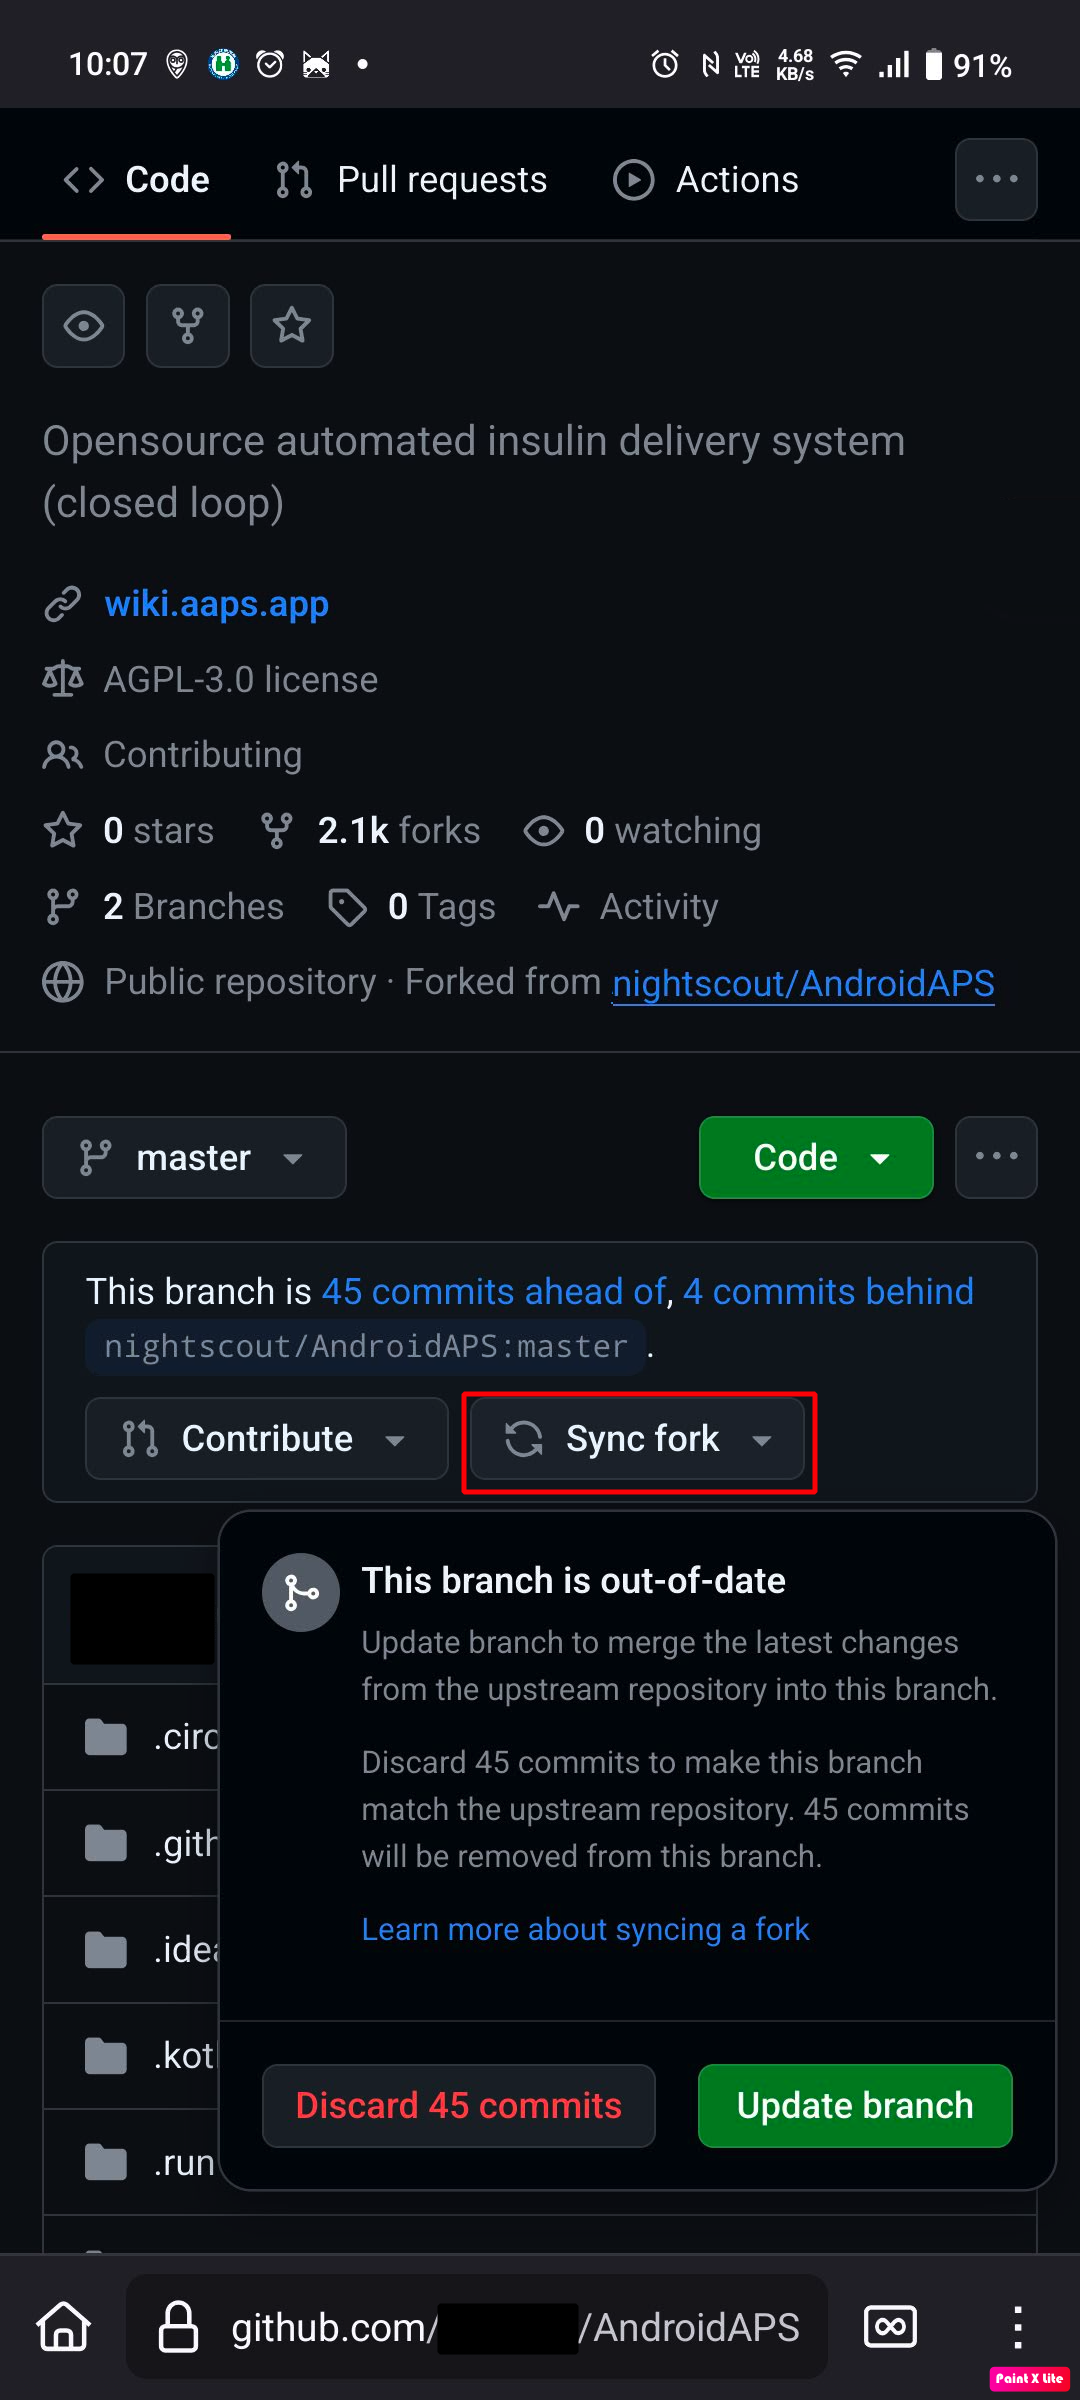 10:07
Vo)) LTE
4.68 KB/s
91%
Code
Pull requests
Actions
Opensource automated insulin delivery system
(closed loop)
wiki.aaps.app
AGPL-3.0 license
Contributing
0 stars 2.1k forks 0 watching
2 Branches 0 Tags Activity
Public repository · Forked from nightscout/AndroidAPS
master
Code
This branch is 45 commits ahead of, 4 commits behind
nightscout/AndroidAPS:master .
Contribute
Sync fork
This branch is out-of-date
Update branch to merge the latest changes
from the upstream repository into this branch.
Discard 45 commits to make this branch
match the upstream repository. 45 commits
will be removed from this branch.
Learn more about syncing a fork
Discard 45 commits
Update branch
.circ
.gith
.idea
.kotl
.run
github.com/ /AndroidAPS
Paint X Lite